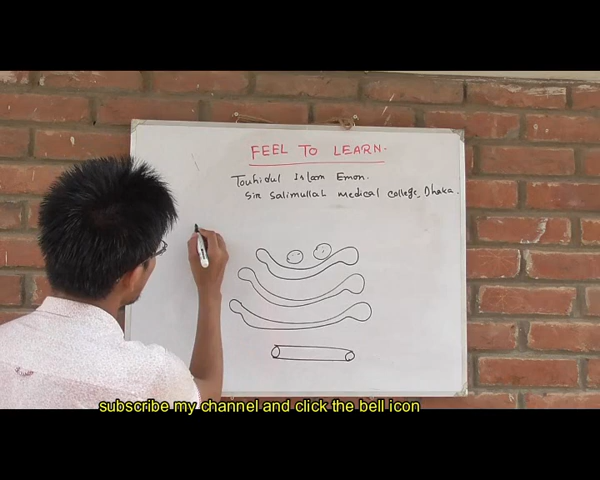 FEEL TO LEARN.
Touhidul Islam Emon.
Sir Salimullah medical college, Dhaka.
subscribe my channel and click the bell icon